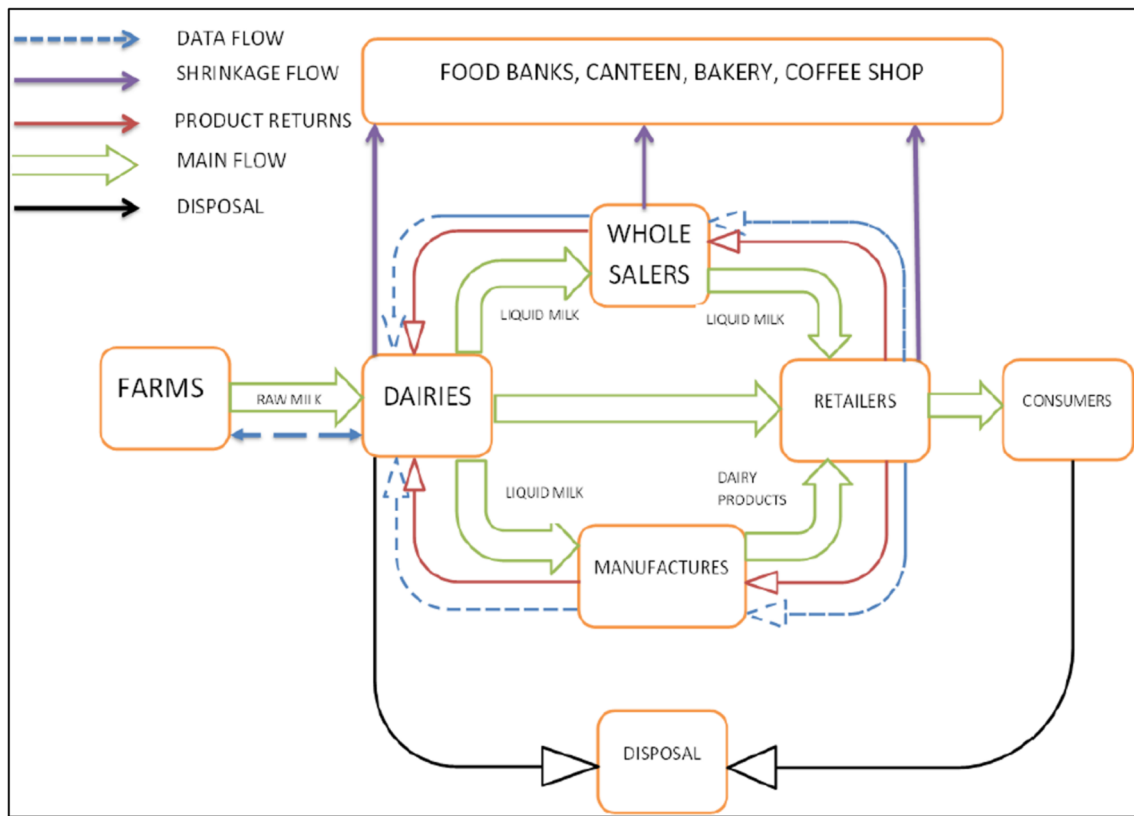 DATA FLOW
SHRINKAGE FLOW
PRODUCT RETURNS
MAIN FLOW
DISPOSAL
FOOD BANKS, CANTEEN, BAKERY, COFFEE SHOP
WHOLE
SALERS
LIQUID MILK
LIQUID MILK
FARMS
RAW MILK
DAIRIES
RETAILERS
CONSUMERS
LIQUID MILK
DAIRY
PRODUCTS
MANUFACTURES
DISPOSAL